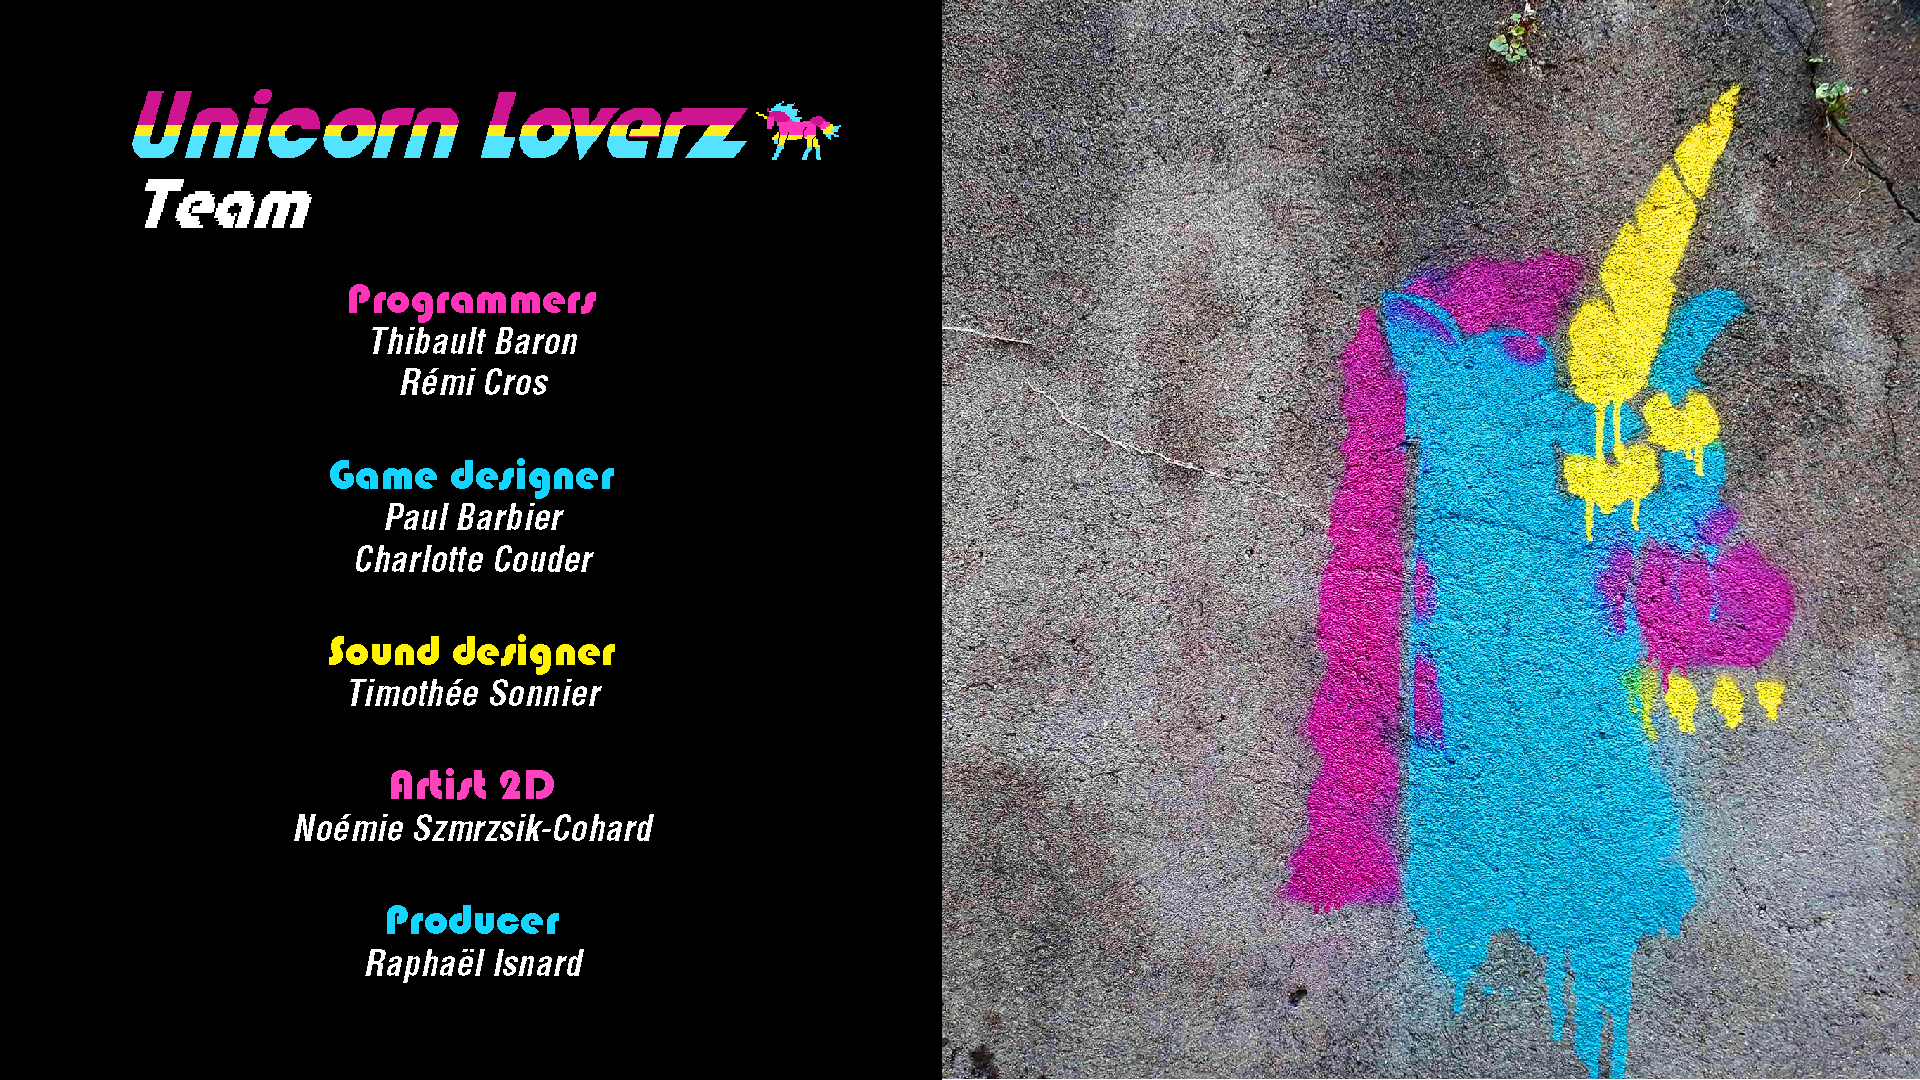 Unicorn Loverz
Team
Programmers
Thibault Baron
Rémi Cros
Game designer
Paul Barbier
Charlotte Couder
Sound designer
Timothée Sonnier
Artist 2D
Noémie Szmrzsik-Cohard
Producer
Raphaël Isnard